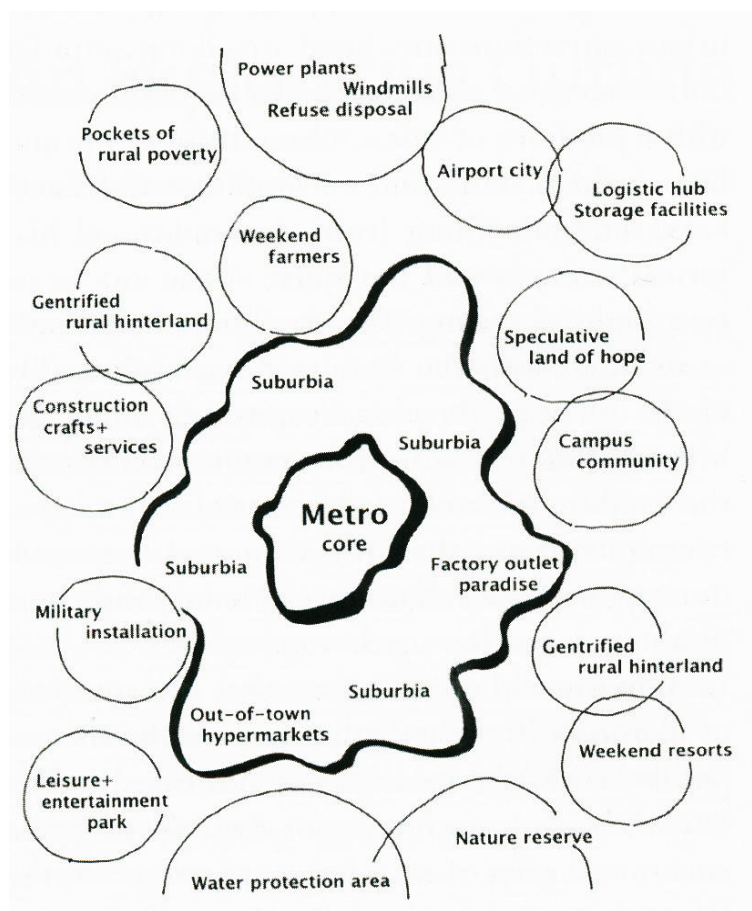 Power plants
Windmills
Refuse disposal
Pockets of
rural poverty
Airport city
Logistic hub
Storage facilities
Weekend
farmers
Gentrified
rural hinterland
Speculative
land of hope
Suburbia
Construction
crafts+
services
Suburbia
Campus
community
Metro
core
Suburbia
Factory outlet
paradise
Military
installation
Gentrified
rural hinterland
Suburbia
Out-of-town
hypermarkets
Weekend resorts
Leisure+
entertainment
park
Nature reserve
Water protection area